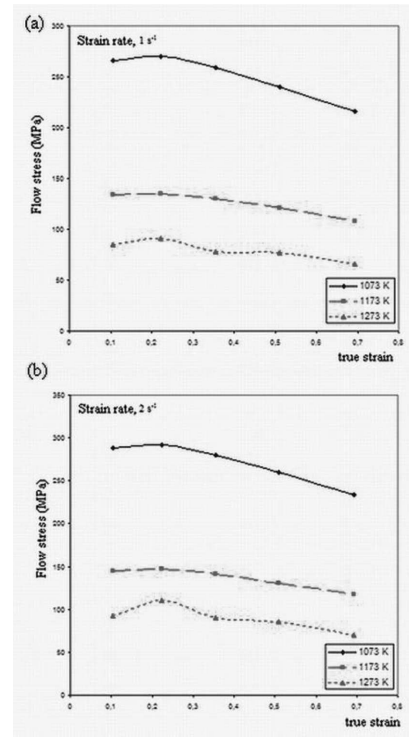 (a)
Strain rate, 1 s⁻¹
Flow stress (MPa)
300
250
200
150
100
50
0
0 0,1 0,2 0,3 0,4 0,5 0,6 0,7 0,8
true strain
1073 K
1173 K
1273 K
(b)
Strain rate, 2 s⁻¹
Flow stress (MPa)
350
300
250
200
150
100
50
0
0 0,1 0,2 0,3 0,4 0,5 0,6 0,7 0,8
true strain
1073 K
1173 K
1273 K